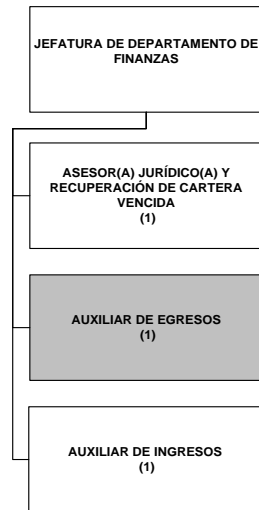 JEFATURA DE DEPARTAMENTO DE
FINANZAS
ASESOR(A) JURÍDICO(A) Y
RECUPERACIÓN DE CARTERA
VENCIDA
(1)
AUXILIAR DE EGRESOS
(1)
AUXILIAR DE INGRESOS
(1)